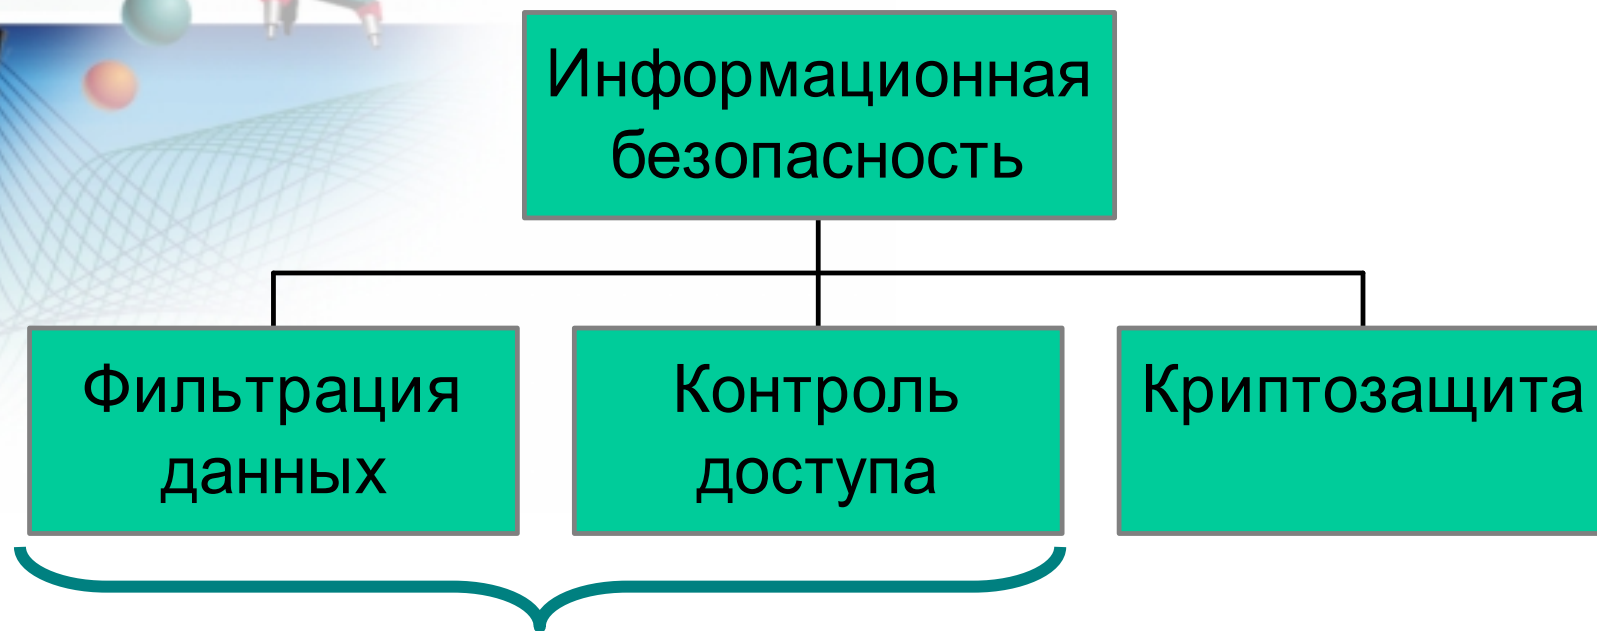 Информационная
безопасность
Фильтрация
данных
Контроль
доступа
Криптозащита